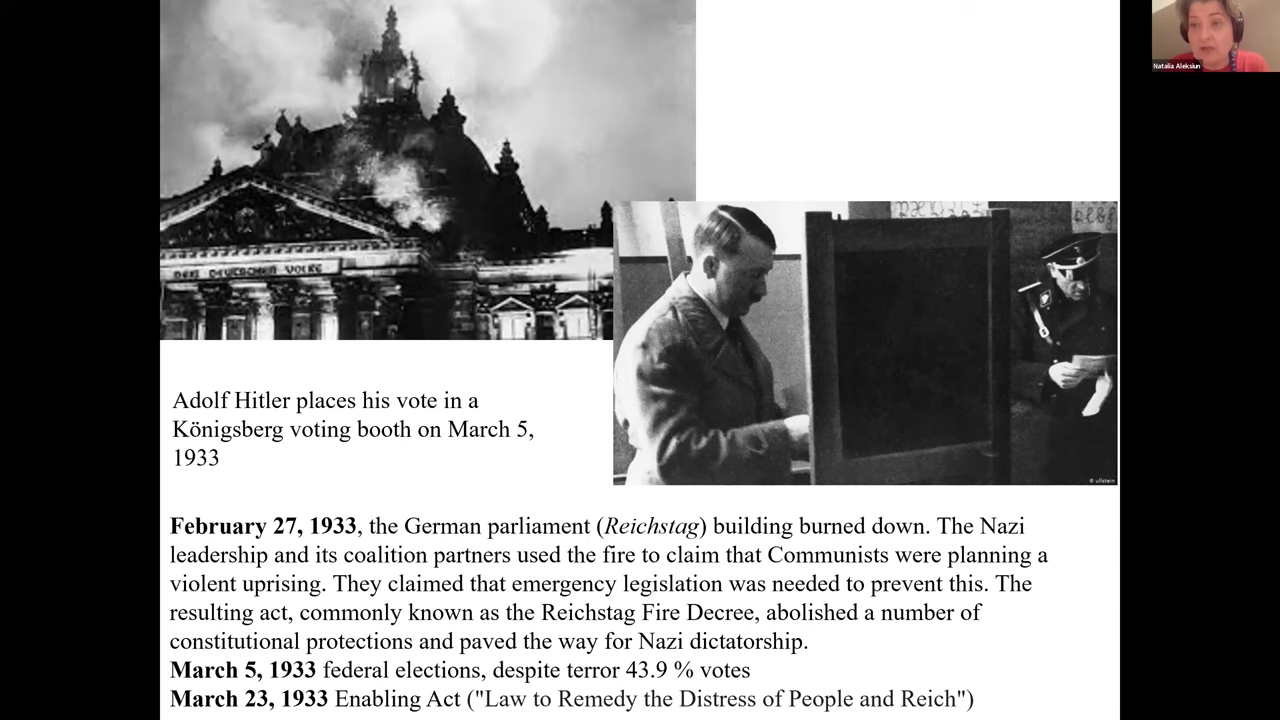 Natalia Aleksiun
DEM DEUTSCHEN VOLKE
© ullstein
Adolf Hitler places his vote in a
Königsberg voting booth on March 5,
1933
February 27, 1933, the German parliament (Reichstag) building burned down. The Nazi
leadership and its coalition partners used the fire to claim that Communists were planning a
violent uprising. They claimed that emergency legislation was needed to prevent this. The
resulting act, commonly known as the Reichstag Fire Decree, abolished a number of
constitutional protections and paved the way for Nazi dictatorship.
March 5, 1933 federal elections, despite terror 43.9 % votes
March 23, 1933 Enabling Act ("Law to Remedy the Distress of People and Reich")